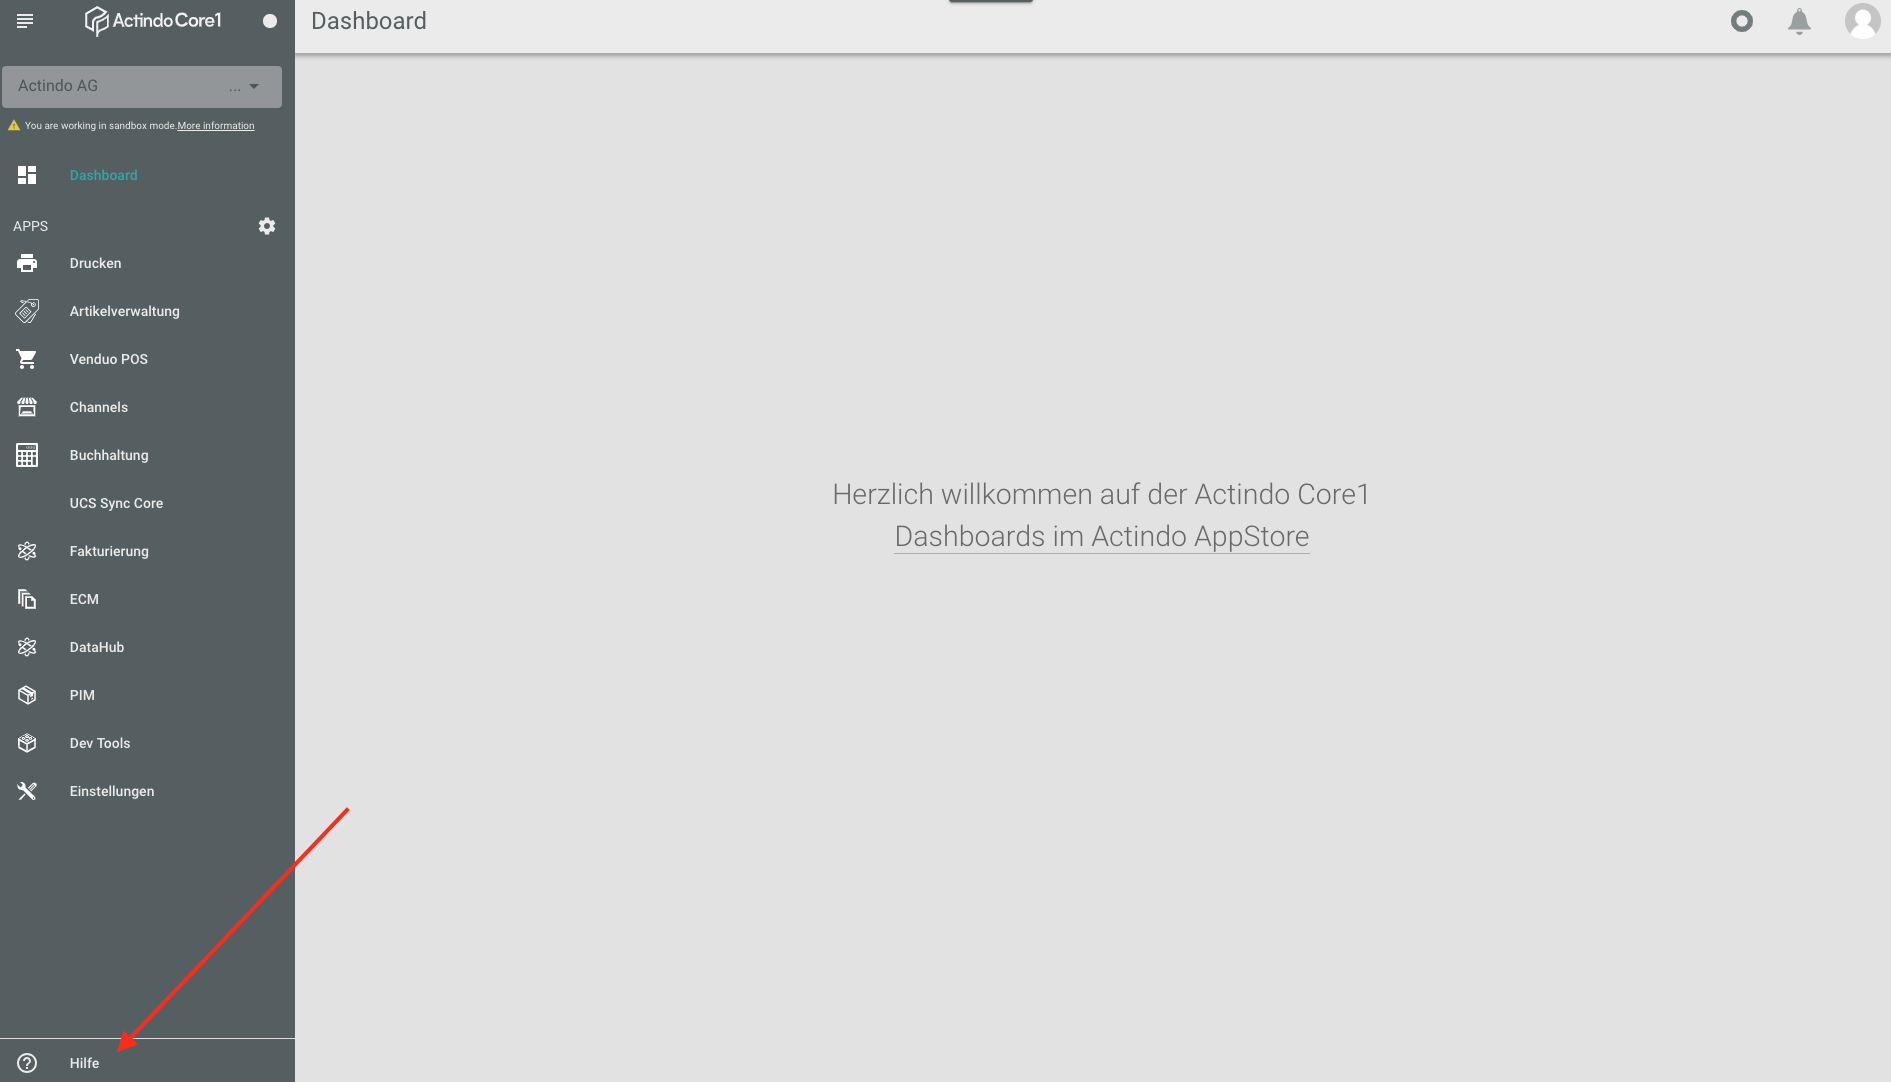 Actindo Core1
Dashboard
Actindo AG ...
You are working in sandbox mode.More information
Dashboard
APPS
Drucken
Artikelverwaltung
Venduo POS
Channels
Buchhaltung
UCS Sync Core
Fakturierung
ECM
DataHub
PIM
Dev Tools
Einstellungen
Herzlich willkommen auf der Actindo Core1
Dashboards im Actindo AppStore
Hilfe